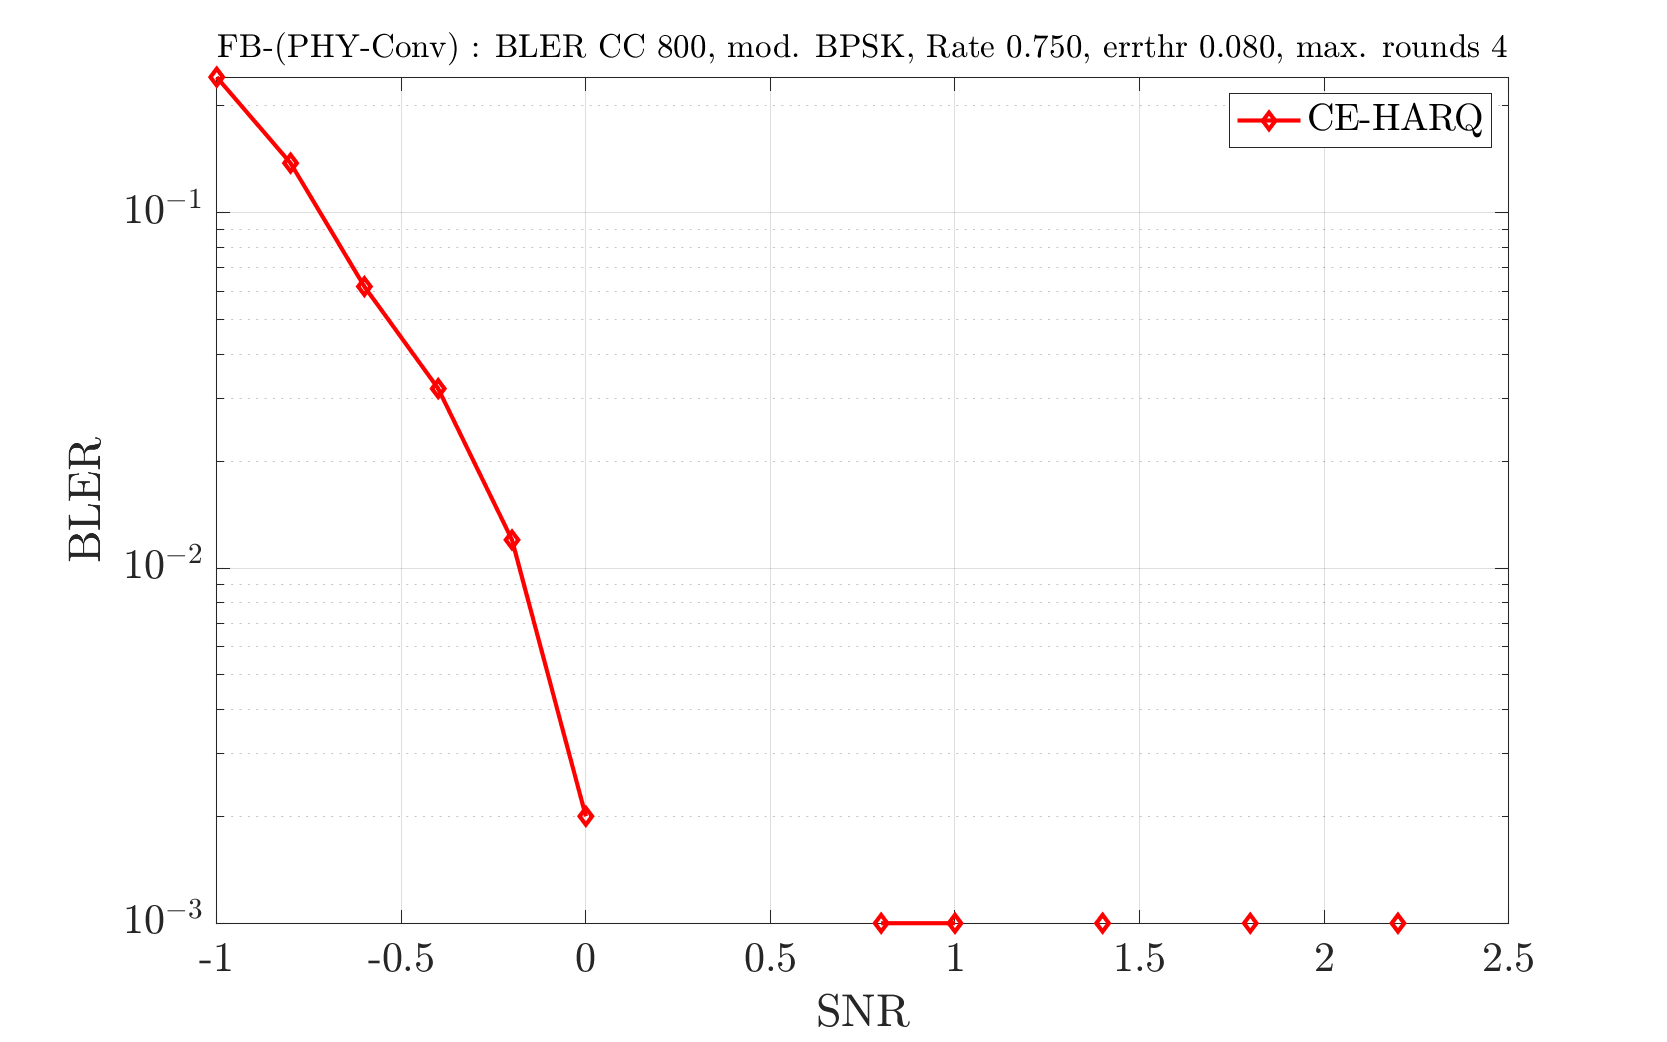 FB-(PHY-Conv) : BLER CC 800, mod. BPSK, Rate 0.750, errthr 0.080, max. rounds 4
CE-HARQ
10⁻¹
10⁻²
10⁻³
BLER
-1 -0.5 0 0.5 1 1.5 2 2.5
SNR